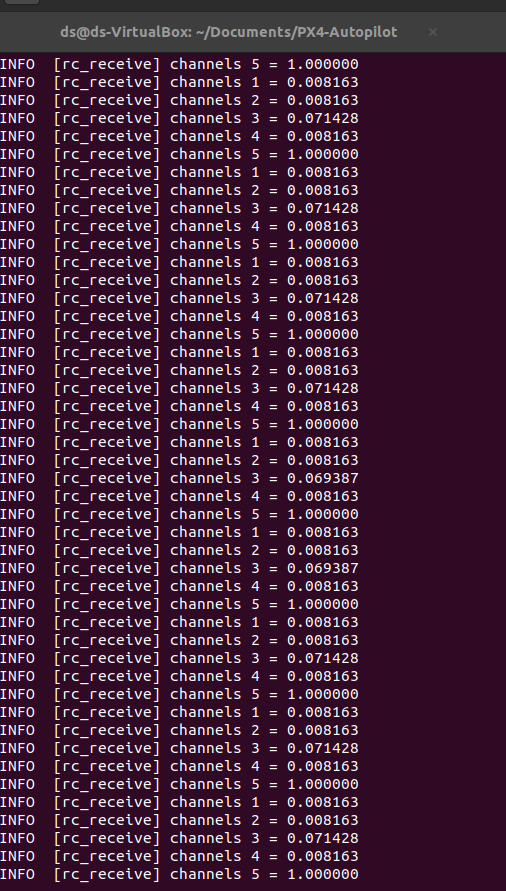 ds@ds-VirtualBox: ~/Documents/PX4-Autopilot ×
INFO [rc_receive] channels 5 = 1.000000
INFO [rc_receive] channels 1 = 0.008163
INFO [rc_receive] channels 2 = 0.008163
INFO [rc_receive] channels 3 = 0.071428
INFO [rc_receive] channels 4 = 0.008163
INFO [rc_receive] channels 5 = 1.000000
INFO [rc_receive] channels 1 = 0.008163
INFO [rc_receive] channels 2 = 0.008163
INFO [rc_receive] channels 3 = 0.071428
INFO [rc_receive] channels 4 = 0.008163
INFO [rc_receive] channels 5 = 1.000000
INFO [rc_receive] channels 1 = 0.008163
INFO [rc_receive] channels 2 = 0.008163
INFO [rc_receive] channels 3 = 0.071428
INFO [rc_receive] channels 4 = 0.008163
INFO [rc_receive] channels 5 = 1.000000
INFO [rc_receive] channels 1 = 0.008163
INFO [rc_receive] channels 2 = 0.008163
INFO [rc_receive] channels 3 = 0.071428
INFO [rc_receive] channels 4 = 0.008163
INFO [rc_receive] channels 5 = 1.000000
INFO [rc_receive] channels 1 = 0.008163
INFO [rc_receive] channels 2 = 0.008163
INFO [rc_receive] channels 3 = 0.069387
INFO [rc_receive] channels 4 = 0.008163
INFO [rc_receive] channels 5 = 1.000000
INFO [rc_receive] channels 1 = 0.008163
INFO [rc_receive] channels 2 = 0.008163
INFO [rc_receive] channels 3 = 0.069387
INFO [rc_receive] channels 4 = 0.008163
INFO [rc_receive] channels 5 = 1.000000
INFO [rc_receive] channels 1 = 0.008163
INFO [rc_receive] channels 2 = 0.008163
INFO [rc_receive] channels 3 = 0.071428
INFO [rc_receive] channels 4 = 0.008163
INFO [rc_receive] channels 5 = 1.000000
INFO [rc_receive] channels 1 = 0.008163
INFO [rc_receive] channels 2 = 0.008163
INFO [rc_receive] channels 3 = 0.071428
INFO [rc_receive] channels 4 = 0.008163
INFO [rc_receive] channels 5 = 1.000000
INFO [rc_receive] channels 1 = 0.008163
INFO [rc_receive] channels 2 = 0.008163
INFO [rc_receive] channels 3 = 0.071428
INFO [rc_receive] channels 4 = 0.008163
INFO [rc_receive] channels 5 = 1.000000